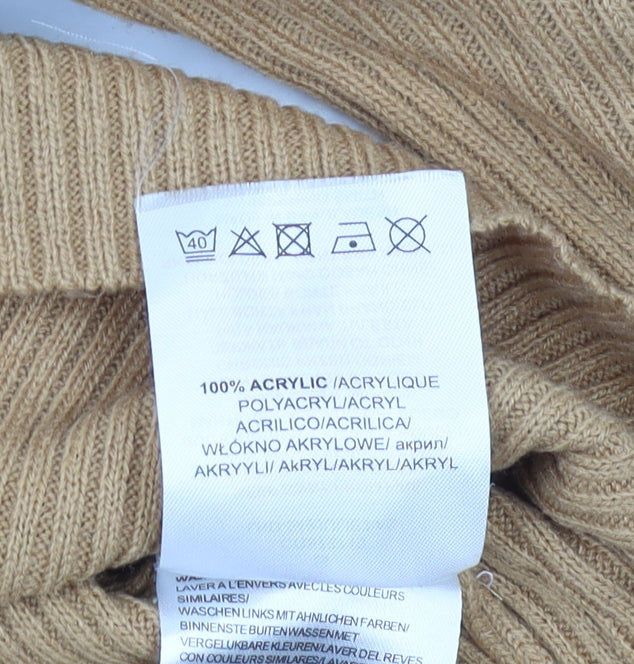 40
100% ACRYLIC /ACRYLIQUE
POLYACRYL/ACRYL
ACRILICO/ACRILICA/
WŁÓKNO AKRYLOWE/ акрил/
AKRYYLI/ AkRYL/AKRYL/AKRYL
LAVER A L'ENVERS AVEC LES COULEURS
SIMILAIRES/
WASCHEN LINKS MIT AHNLICHEN FARBEN/
BINNENSTE BUITEN WASSEN MET
VERGELIJKBARE KLEUREN/LAVER DEL REVES
CON COLOURS SIMILARES/